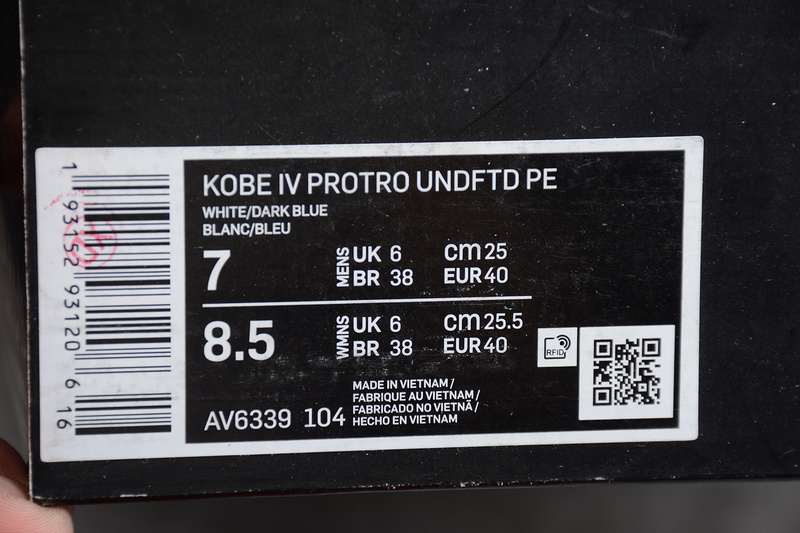 KOBE IV PROTRO UNDFTD PE
WHITE/DARK BLUE
BLANC/BLEU
7
MENS
UK 6
BR 38
cm 25
EUR 40
8.5
WMNS
UK 6
BR 38
cm 25.5
EUR 40
RFID
AV6339 104
MADE IN VIETNAM /
FABRIQUE AU VIETNAM /
FABRICADO NO VIETNÃ /
HECHO EN VIETNAM
1 93152 93120 6 16